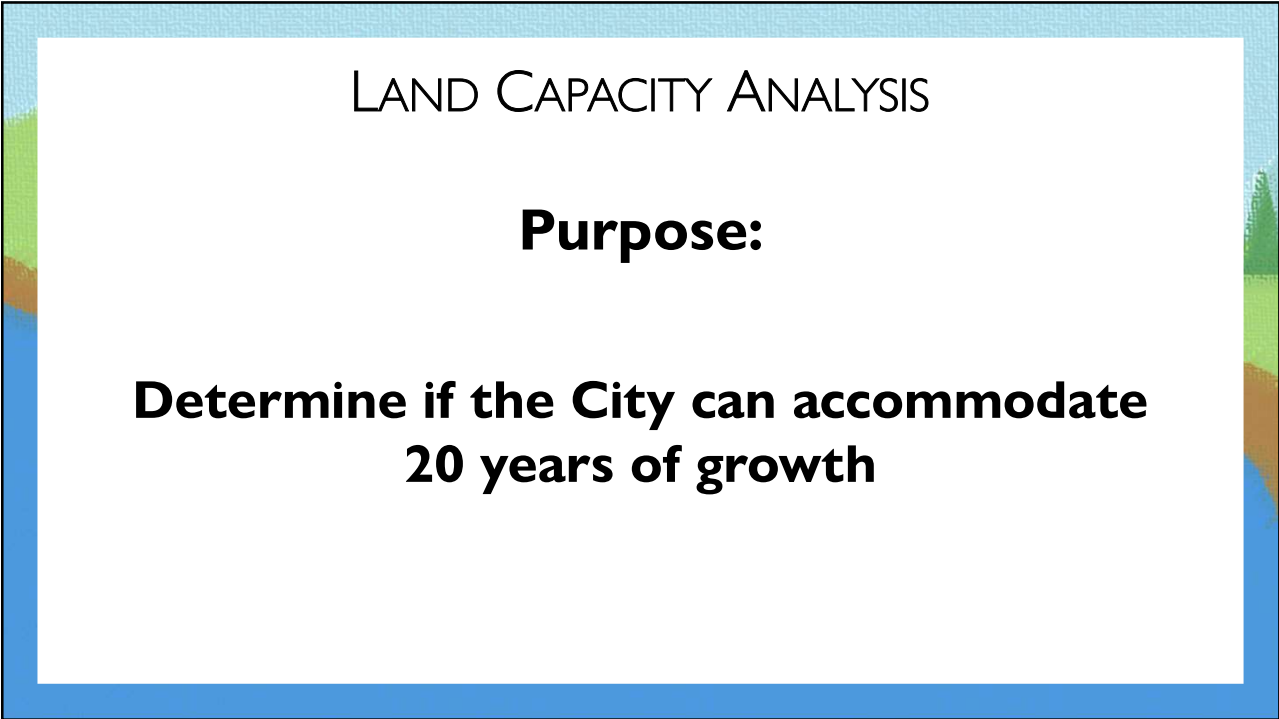 LAND CAPACITY ANALYSIS
Purpose:
Determine if the City can accommodate
20 years of growth